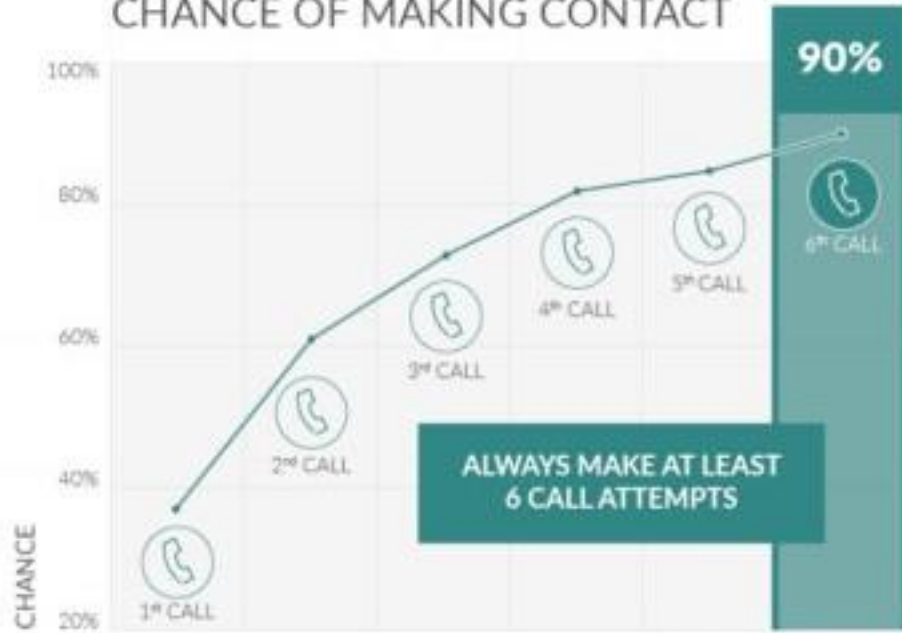 CHANCE OF MAKING CONTACT
90%
100%
80%
60%
40%
20%
CHANCE
1st CALL
2nd CALL
3rd CALL
4th CALL
5th CALL
6th CALL
ALWAYS MAKE AT LEAST
6 CALL ATTEMPTS